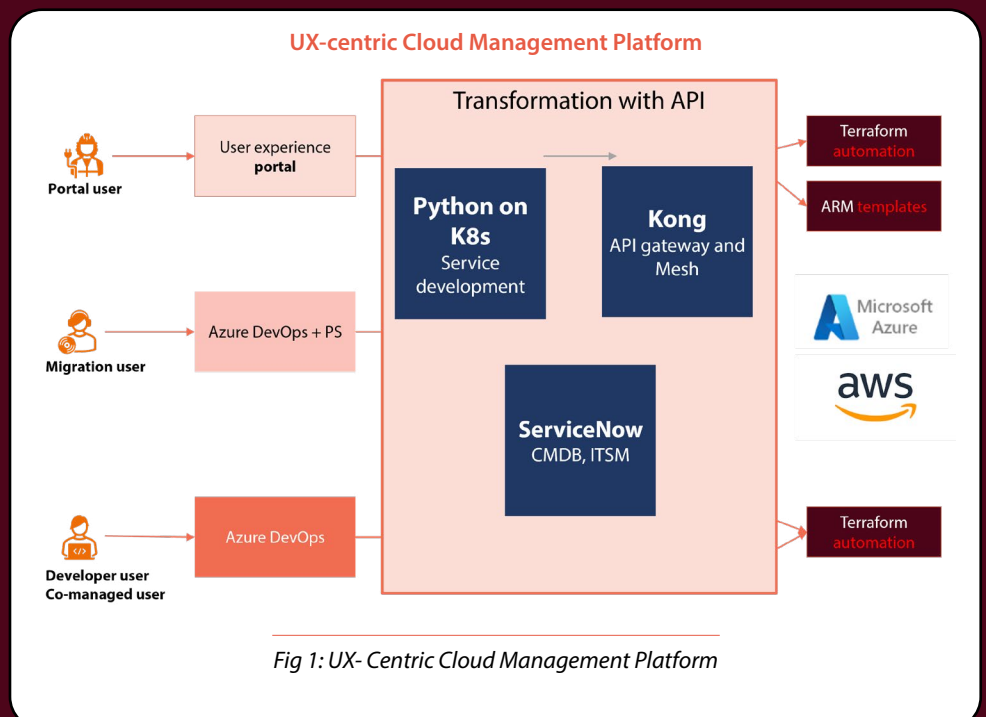 UX-centric Cloud Management Platform
Transformation with API
Portal user
User experience
portal
Python on
K8s
Service
development
Kong
API gateway and
Mesh
Terraform
automation
ARM templates
Migration user
Azure DevOps + PS
Microsoft
Azure
aws
ServiceNow
CMDB, ITSM
</>
Developer user
Co-managed user
Azure DevOps
Terraform
automation
Fig 1: UX- Centric Cloud Management Platform